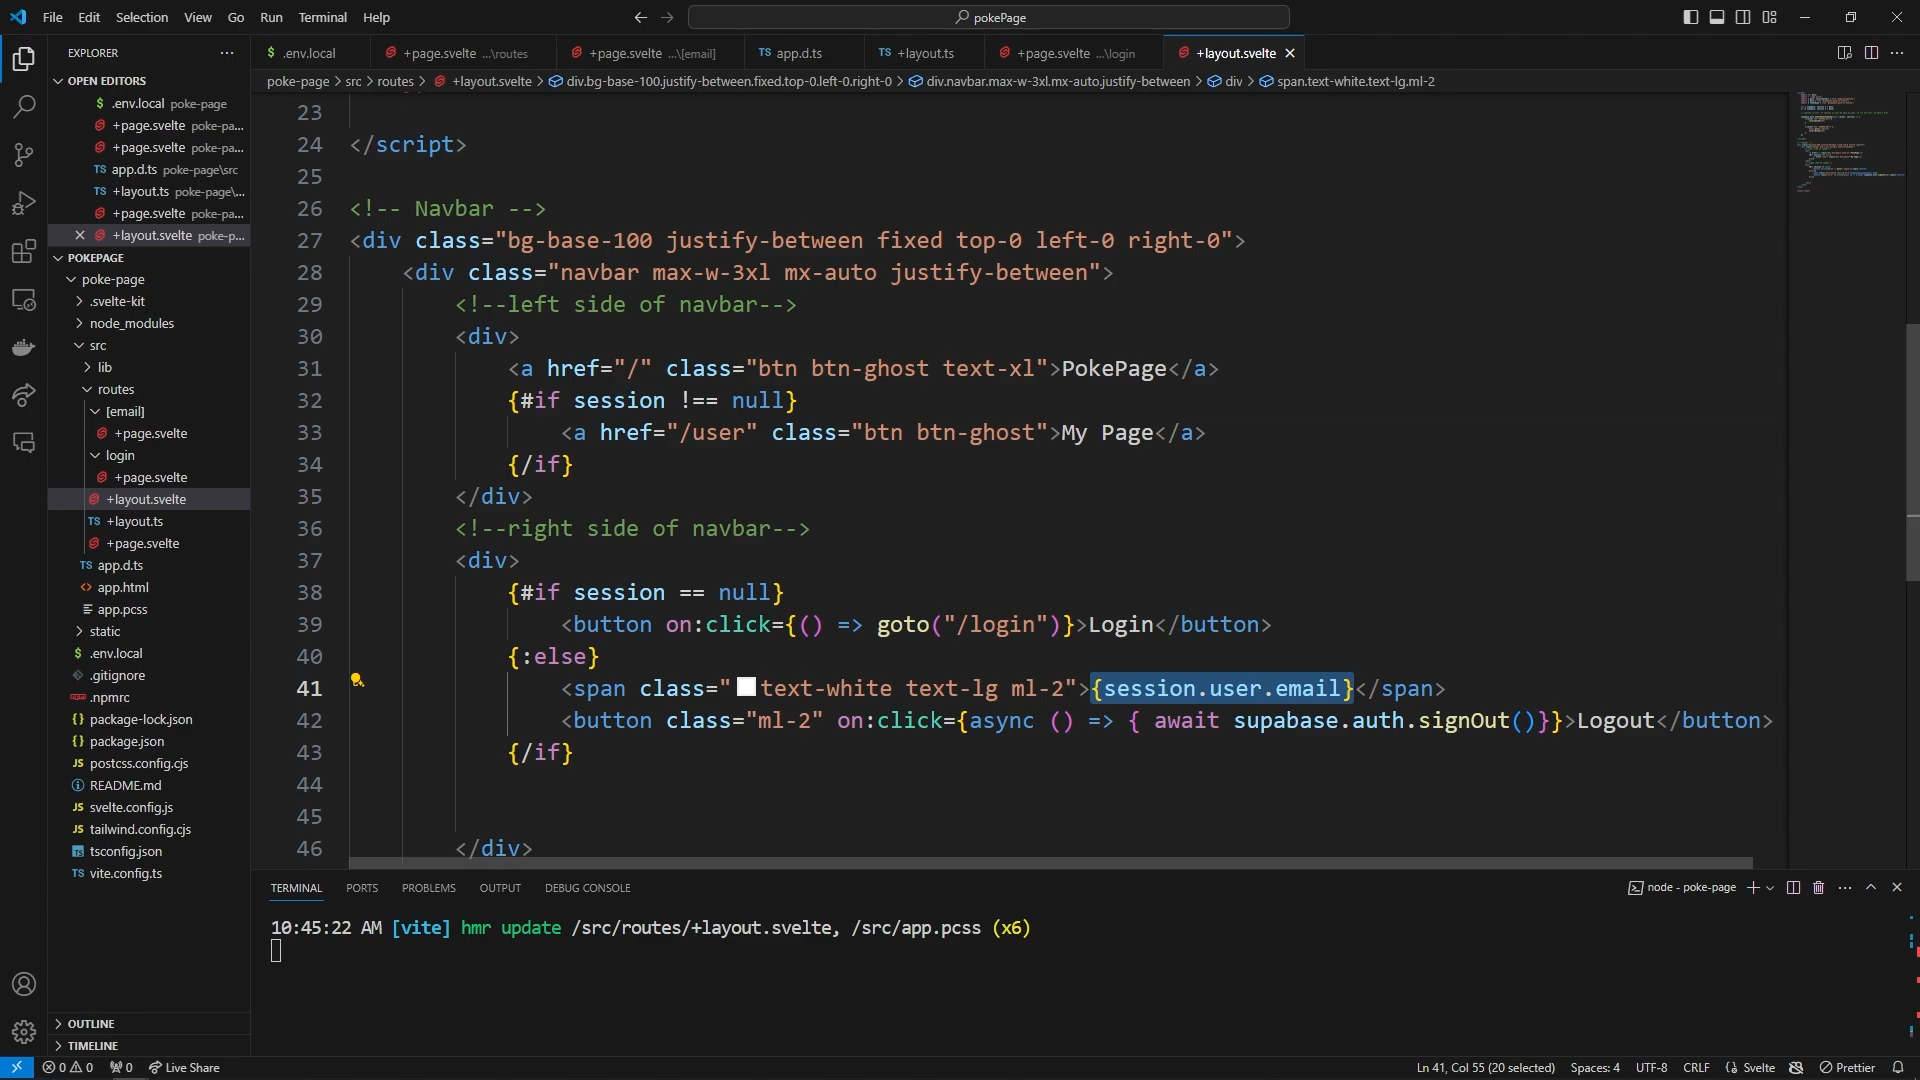 File Edit Selection View Go Run Terminal Help
pokePage
EXPLORER
.env.local
+page.svelte ...\routes
+page.svelte ...\[email]
TS app.d.ts
TS +layout.ts
+page.svelte ...\login
+layout.svelte
poke-page > src > routes > +layout.svelte > div.bg-base-100.justify-between.fixed.top-0.left-0.right-0 > div.navbar.max-w-3xl.mx-auto.justify-between > div > span.text-white.text-lg.ml-2
OPEN EDITORS
$ .env.local poke-page
+page.svelte poke-pa...
+page.svelte poke-pa...
TS app.d.ts poke-page\src
TS +layout.ts poke-page\...
+page.svelte poke-pa...
+layout.svelte poke-p...
POKEPAGE
poke-page
.svelte-kit
node_modules
src
lib
routes
[email]
+page.svelte
login
+page.svelte
+layout.svelte
TS +layout.ts
+page.svelte
TS app.d.ts
<> app.html
app.pcss
static
$ .env.local
.gitignore
npm .npmrc
{} package-lock.json
{} package.json
JS postcss.config.cjs
README.md
JS svelte.config.js
JS tailwind.config.cjs
tsconfig.json
TS vite.config.ts
OUTLINE
TIMELINE
23
24 </script>
25
26 <!-- Navbar -->
27 <div class="bg-base-100 justify-between fixed top-0 left-0 right-0">
28 <div class="navbar max-w-3xl mx-auto justify-between">
29 <!--left side of navbar-->
30 <div>
31 <a href="/" class="btn btn-ghost text-xl">PokePage</a>
32 {#if session !== null}
33 <a href="/user" class="btn btn-ghost">My Page</a>
34 {/if}
35 </div>
36 <!--right side of navbar-->
37 <div>
38 {#if session == null}
39 <button on:click={() => goto("/login")}>Login</button>
40 {:else}
41 <span class="text-white text-lg ml-2">{session.user.email}</span>
42 <button class="ml-2" on:click={async () => { await supabase.auth.signOut()}}>Logout</button>
43 {/if}
44
45
46 </div>
TERMINAL PORTS PROBLEMS OUTPUT DEBUG CONSOLE
node - poke-page
10:45:22 AM [vite] hmr update /src/routes/+layout.svelte, /src/app.pcss (x6)
0 0 0 Live Share
Ln 41, Col 55 (20 selected) Spaces: 4 UTF-8 CRLF {} Svelte Prettier